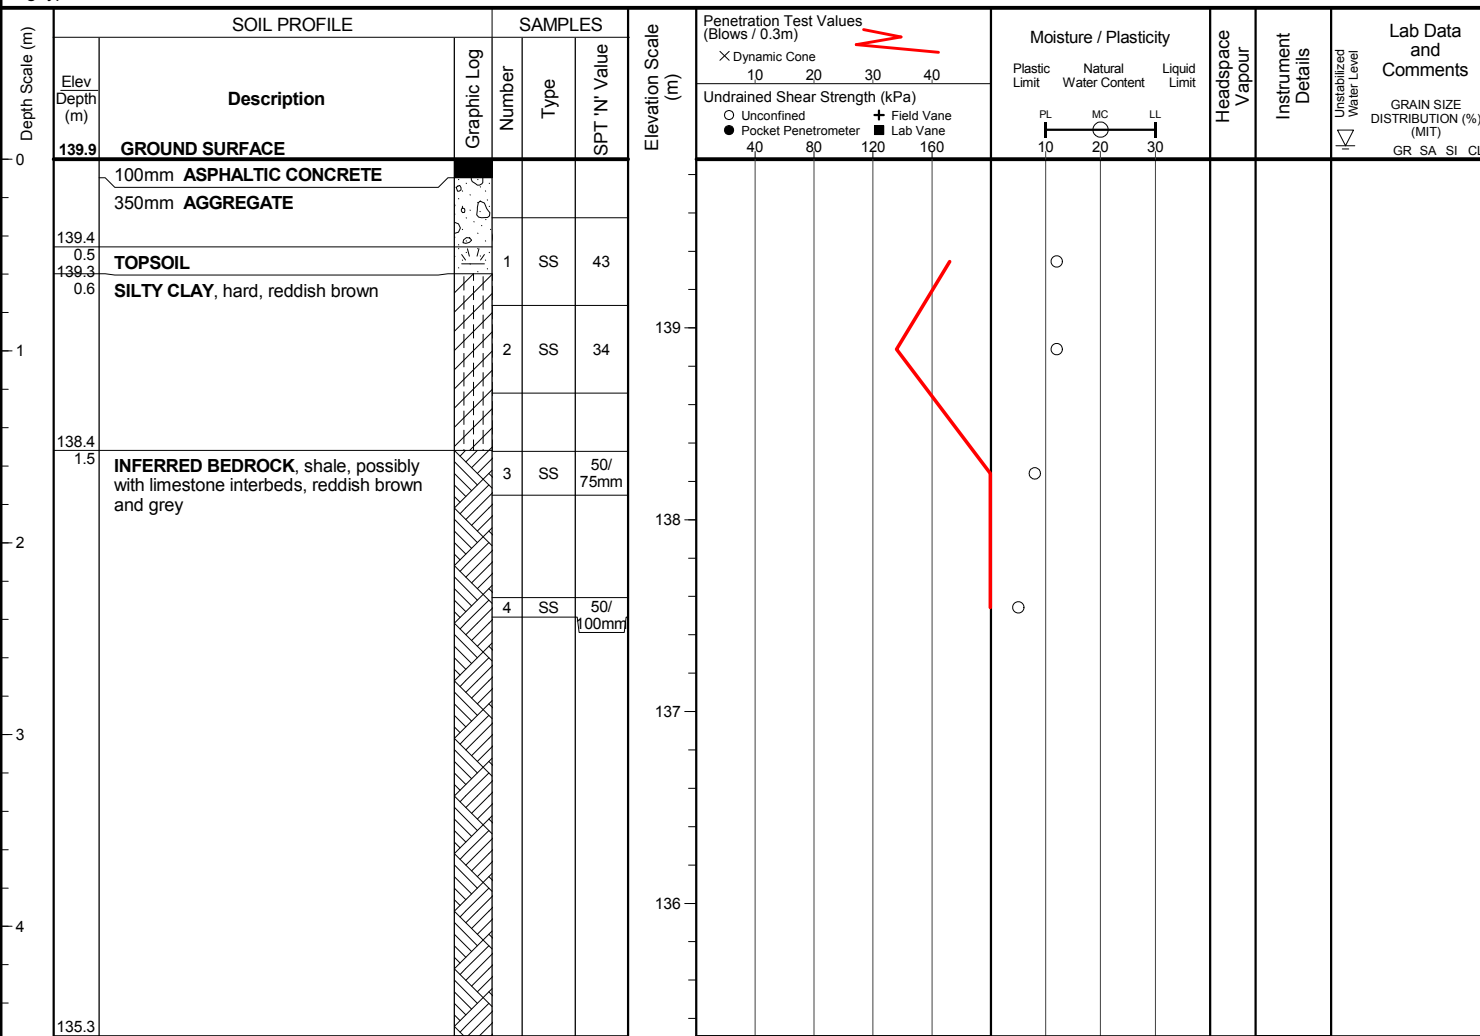 SOIL PROFILE
SAMPLES
Depth Scale (m)
Elev
Depth
(m)
Description
Graphic Log
Number
Type
SPT 'N' Value
Elevation Scale
(m)
Penetration Test Values
(Blows / 0.3m)
× Dynamic Cone
10 20 30 40
Undrained Shear Strength (kPa)
Unconfined
Field Vane
Pocket Penetrometer
Lab Vane
40 80 120 160
Moisture / Plasticity
Plastic
Limit
Natural
Water Content
Liquid
Limit
PL MC LL
10 20 30
Headspace
Vapour
Instrument
Details
Unstabilized
Water Level
Lab Data
and
Comments
GRAIN SIZE
DISTRIBUTION (%)
(MIT)
GR SA SI CL
0
139.9 GROUND SURFACE
100mm ASPHALTIC CONCRETE
350mm AGGREGATE
139.4
0.5
TOPSOIL
1 SS 43
139.3
0.6
SILTY CLAY, hard, reddish brown
139
1
2 SS 34
138.4
1.5
INFERRED BEDROCK, shale, possibly
with limestone interbeds, reddish brown
and grey
3 SS 50/
75mm
138
2
4 SS 50/
100mm
137
3
136
4
135.3